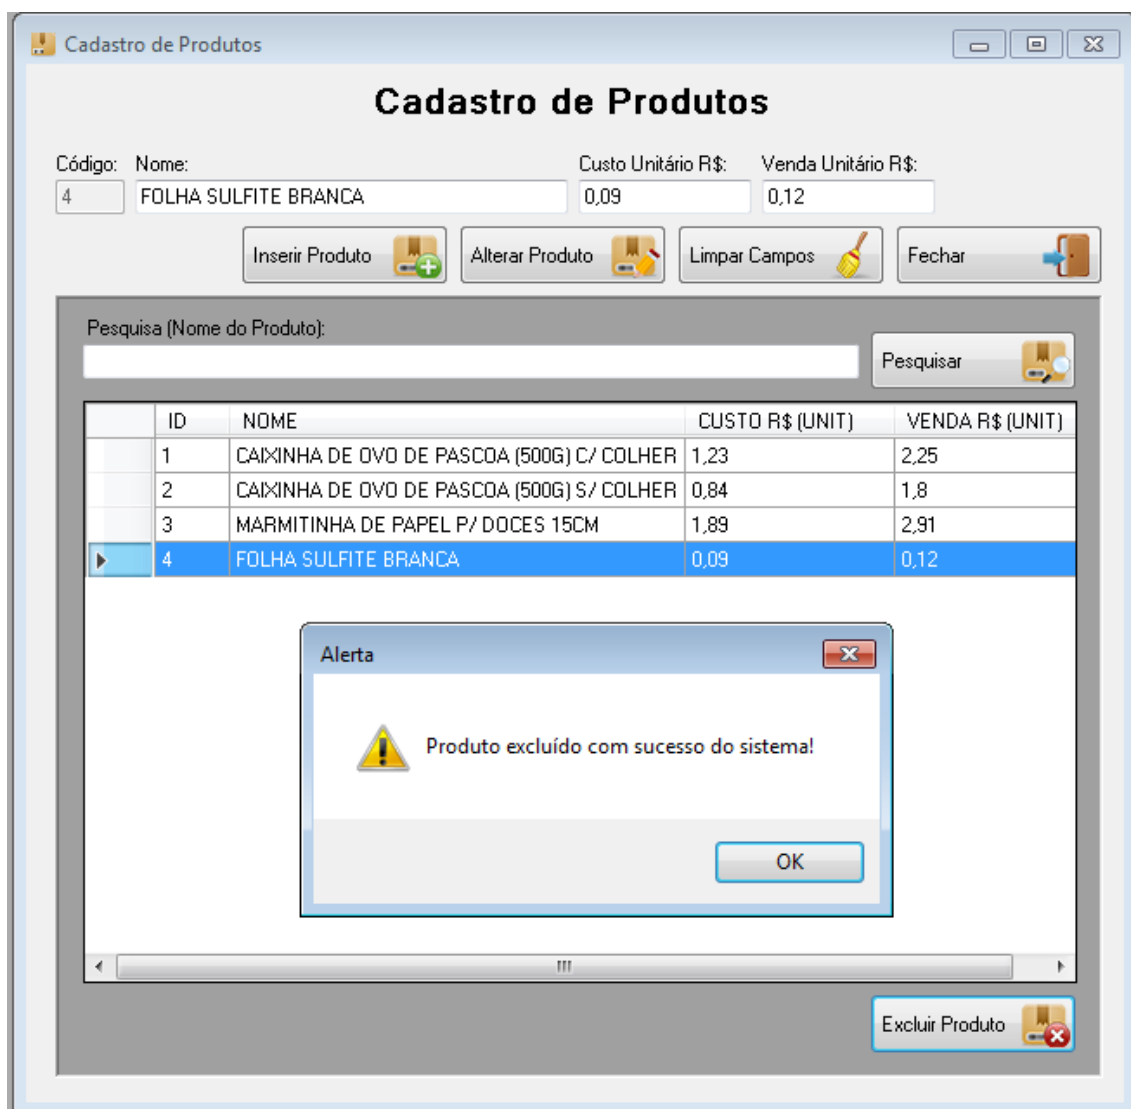 Cadastro de Produtos
Cadastro de Produtos
Código: Nome: Custo Unitário R$: Venda Unitário R$:
4 FOLHA SULFITE BRANCA 0,09 0,12
Inserir Produto Alterar Produto Limpar Campos Fechar
Pesquisa (Nome do Produto):
Pesquisar
ID NOME CUSTO R$ (UNIT) VENDA R$ (UNIT)
1 CAIXINHA DE OVO DE PASCOA (500G) C/ COLHER 1,23 2,25
2 CAIXINHA DE OVO DE PASCOA (500G) S/ COLHER 0,84 1,8
3 MARMITINHA DE PAPEL P/ DOCES 15CM 1,89 2,91
4 FOLHA SULFITE BRANCA 0,09 0,12
Alerta
Produto excluído com sucesso do sistema!
OK
Excluir Produto